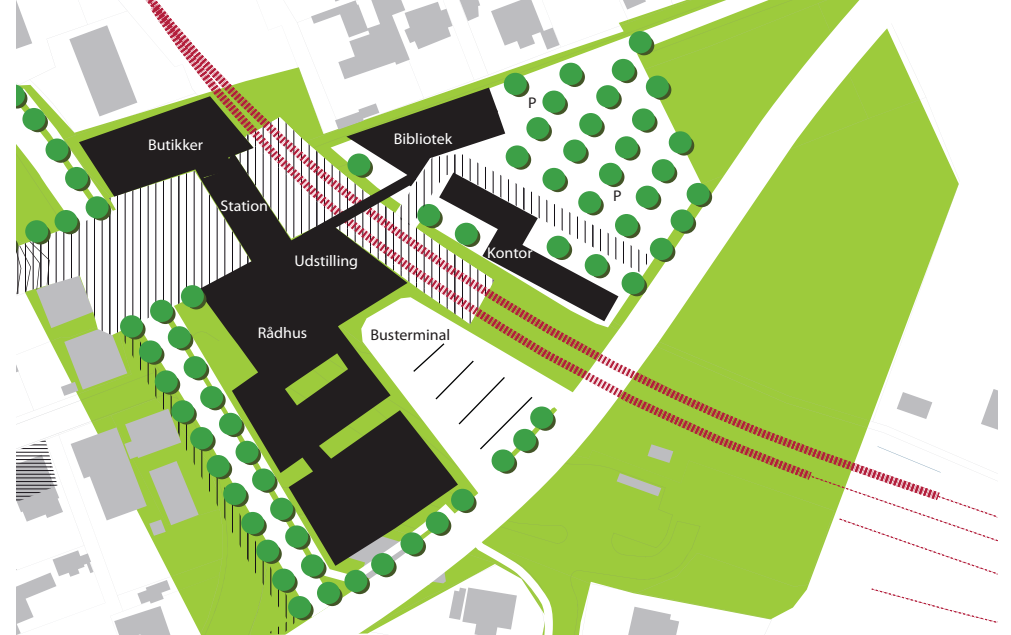 P
Bibliotek
Butikker
P
Station
Kontor
Udstilling
Rådhus
Busterminal